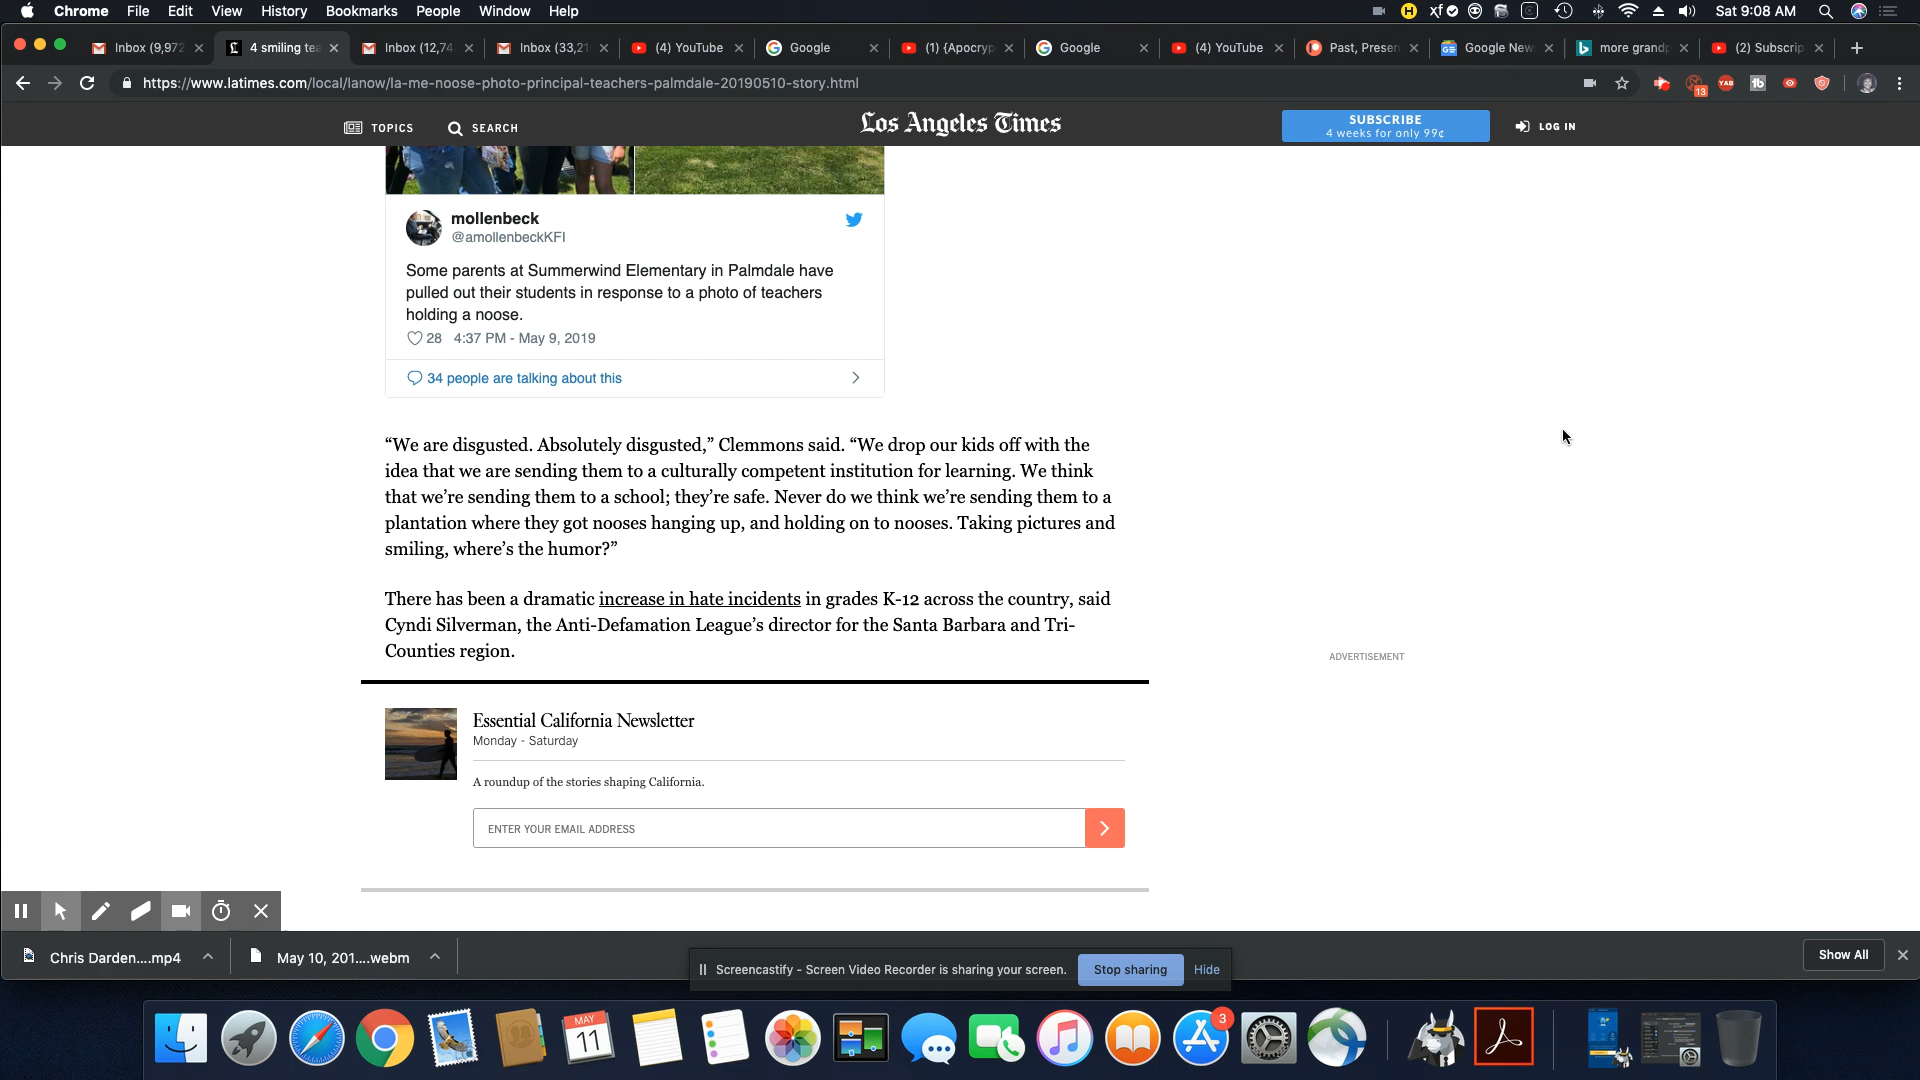 Chrome File Edit View History Bookmarks People Window Help Sat 9:08 AM
Inbox (9,972 4 smiling tea Inbox (12,74 Inbox (33,21 (4) YouTube Google (1) {Apocryp Google (4) YouTube Past, Presen Google New more grandp (2) Subscrip
https://www.latimes.com/local/lanow/la-me-noose-photo-principal-teachers-palmdale-20190510-story.html
13
TOPICS SEARCH Los Angeles Times SUBSCRIBE LOG IN
4 weeks for only 99¢
mollenbeck
@amollenbeckKFI
Some parents at Summerwind Elementary in Palmdale have
pulled out their students in response to a photo of teachers
holding a noose.
28 4:37 PM - May 9, 2019
34 people are talking about this
“We are disgusted. Absolutely disgusted,” Clemmons said. “We drop our kids off with the
idea that we are sending them to a culturally competent institution for learning. We think
that we’re sending them to a school; they’re safe. Never do we think we’re sending them to a
plantation where they got nooses hanging up, and holding on to nooses. Taking pictures and
smiling, where’s the humor?”
There has been a dramatic increase in hate incidents in grades K-12 across the country, said
Cyndi Silverman, the Anti-Defamation League’s director for the Santa Barbara and Tri-
Counties region.
ADVERTISEMENT
Essential California Newsletter
Monday - Saturday
A roundup of the stories shaping California.
ENTER YOUR EMAIL ADDRESS
Chris Darden....mp4 May 10, 201....webm Show All
Screencastify - Screen Video Recorder is sharing your screen. Stop sharing Hide
MAY
11
3